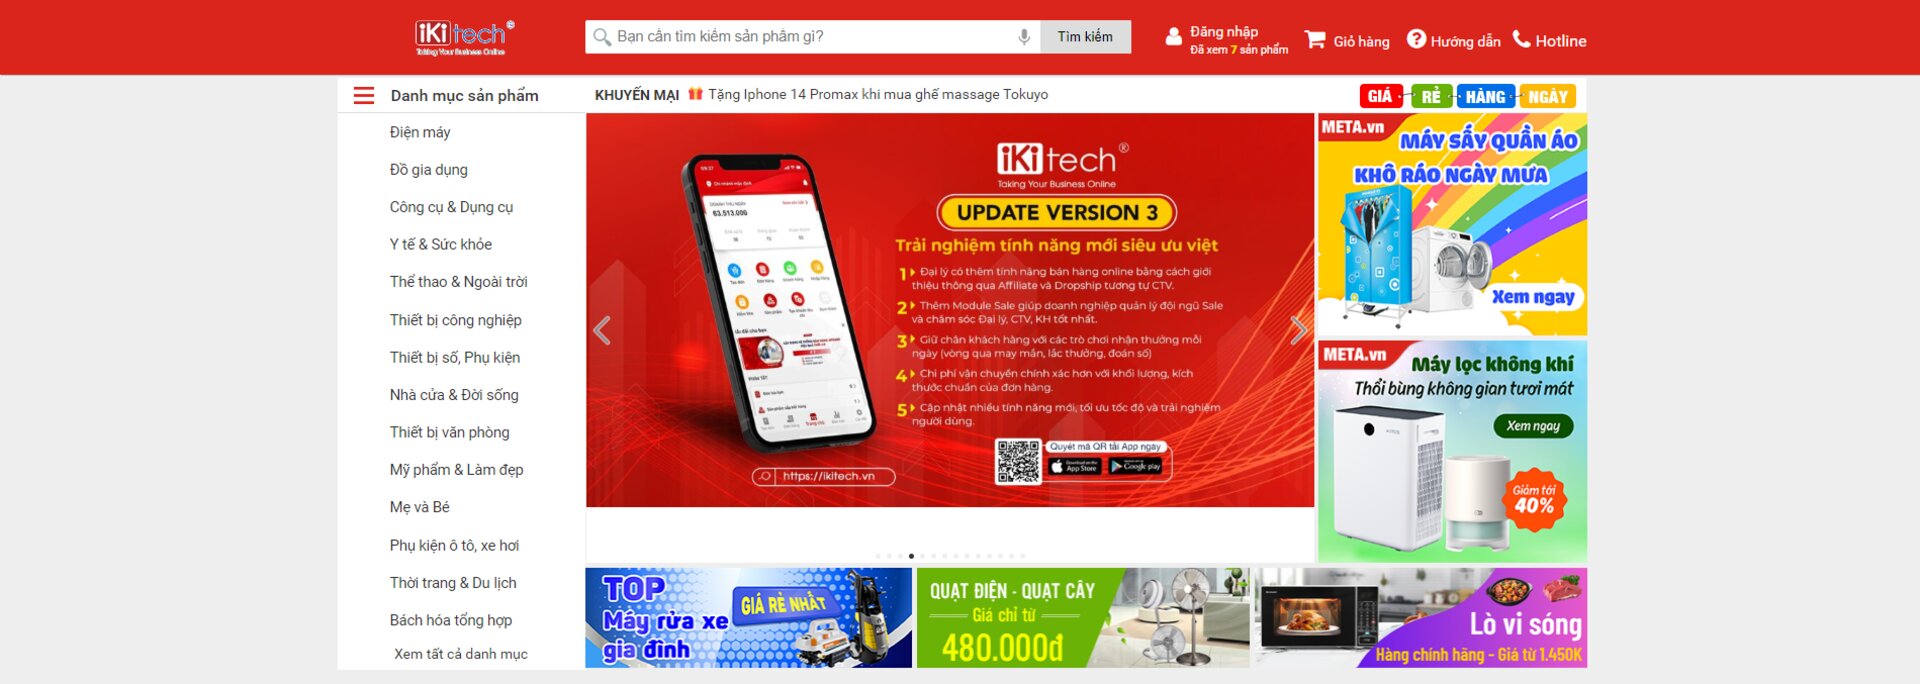 iKitech®
Taking Your Business Online
Bạn cần tìm kiếm sản phẩm gì?
Tìm kiếm
Đăng nhập
Đã xem 7 sản phẩm
Giỏ hàng
Hướng dẫn
Hotline
Danh mục sản phẩm
KHUYẾN MẠI Tặng Iphone 14 Promax khi mua ghế massage Tokuyo
GIÁ RẺ HÀNG NGÀY
Điện máy
Đồ gia dụng
Công cụ & Dụng cụ
Y tế & Sức khỏe
Thể thao & Ngoài trời
Thiết bị công nghiệp
Thiết bị số, Phụ kiện
Nhà cửa & Đời sống
Thiết bị văn phòng
Mỹ phẩm & Làm đẹp
Mẹ và Bé
Phụ kiện ô tô, xe hơi
Thời trang & Du lịch
Bách hóa tổng hợp
Xem tất cả danh mục
63.513.000
iKitech®
Taking Your Business Online
UPDATE VERSION 3
Trải nghiệm tính năng mới siêu ưu việt
1 Đại lý có thêm tính năng bán hàng online bằng cách giới
thiệu thông qua Affiliate và Dropship tương tự CTV.
2 Thêm Module Sale giúp doanh nghiệp quản lý đội ngũ Sale
và chăm sóc Đại lý, CTV, KH tốt nhất.
3 Giữ chân khách hàng với các trò chơi nhận thưởng mỗi
ngày (vòng qua may mắn, lắc thưởng, đoán số)
4 Chi phí vận chuyển chính xác hơn với khối lượng, kích
thước chuẩn của đơn hàng.
5 Cập nhật nhiều tính năng mới, tối ưu tốc độ và trải nghiệm
người dùng.
Quyét mã QR tải App ngay
Download on the App Store
Google play
https://ikitech.vn
META.vn
MÁY SẤY QUẦN ÁO
KHÔ RÁO NGÀY MƯA
Xem ngay
META.vn
Máy lọc không khí
Thổi bùng không gian tươi mát
Xem ngay
Giảm tới
40%
TOP
Máy rửa xe
gia đình
GIÁ RẺ NHẤT
QUẠT ĐIỆN - QUẠT CÂY
Giá chỉ từ
480.000đ
Lò vi sóng
Hàng chính hãng - Giá từ 1.450K